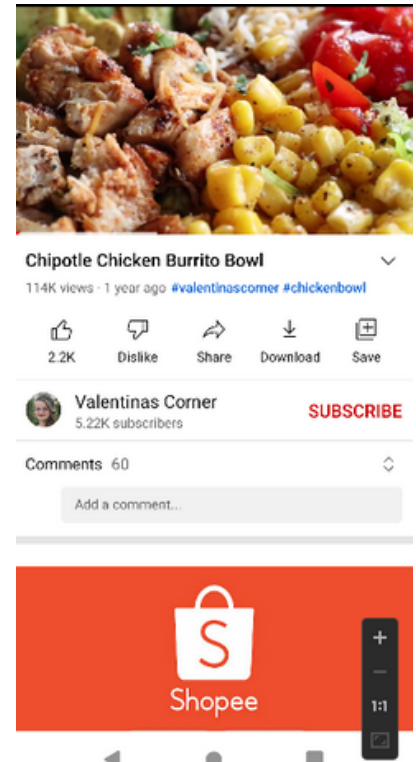 Chipotle Chicken Burrito Bowl
114K views · 1 year ago #valentinascorner #chickenbowl
2.2K Dislike Share Download Save
Valentinas Corner
5.22K subscribers
SUBSCRIBE
Comments 60
Add a comment...
S
Shopee
1:1